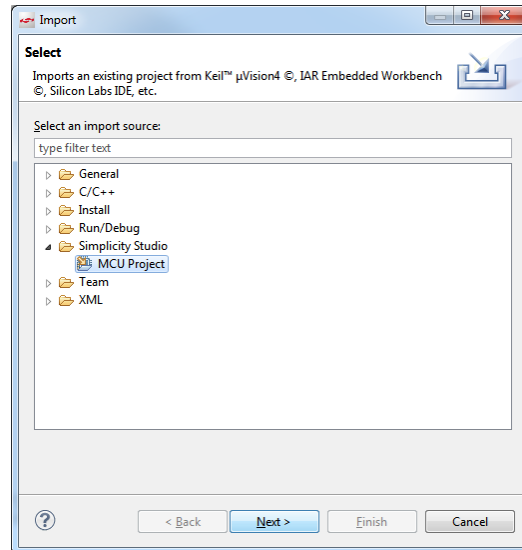 Import
Select
Imports an existing project from Keil™ µVision4 ©, IAR Embedded Workbench
©, Silicon Labs IDE, etc.
Select an import source:
type filter text
General
C/C++
Install
Run/Debug
Simplicity Studio
MCU Project
Team
XML
? < Back Next > Finish Cancel